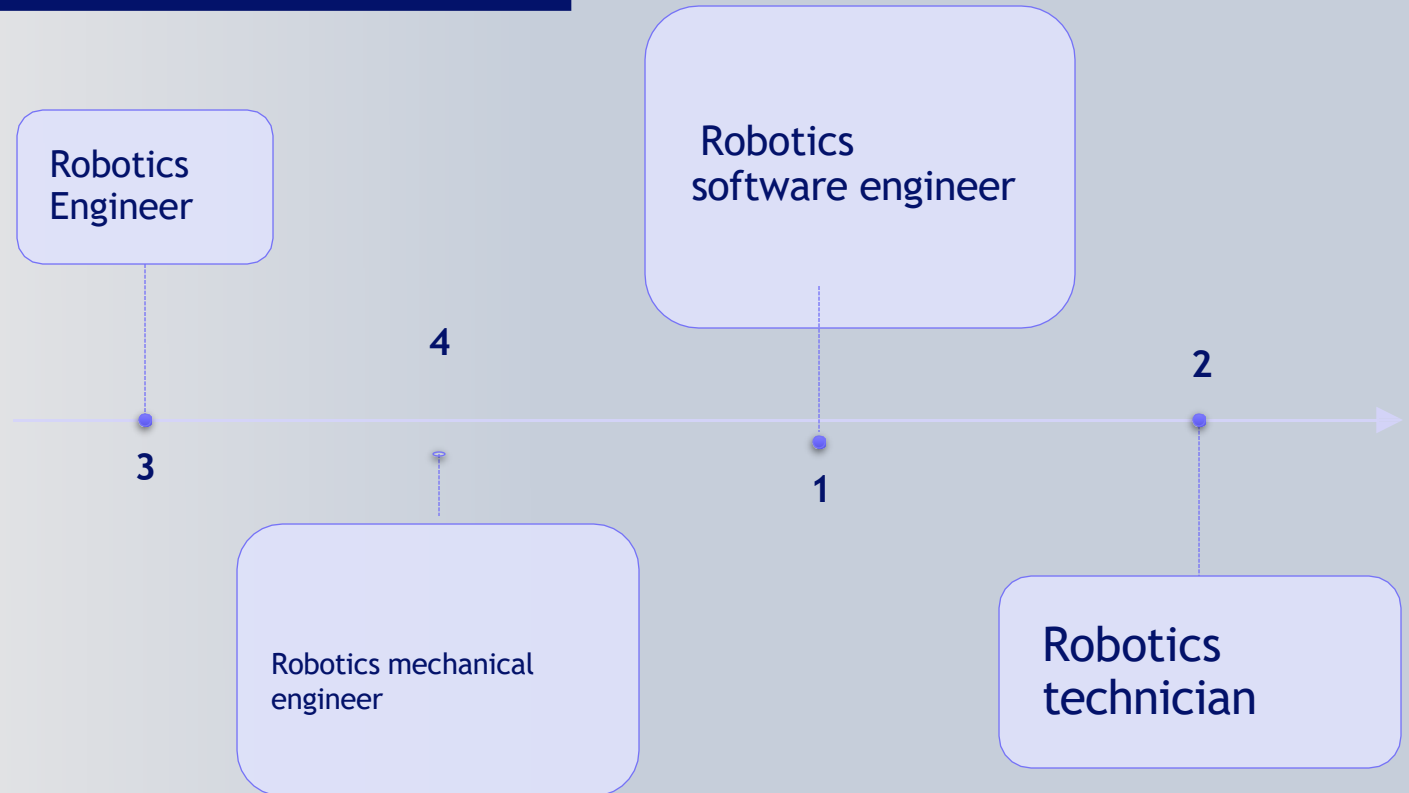 Robotics
Engineer
3
4
Robotics mechanical
engineer
Robotics
software engineer
1
2
Robotics
technician